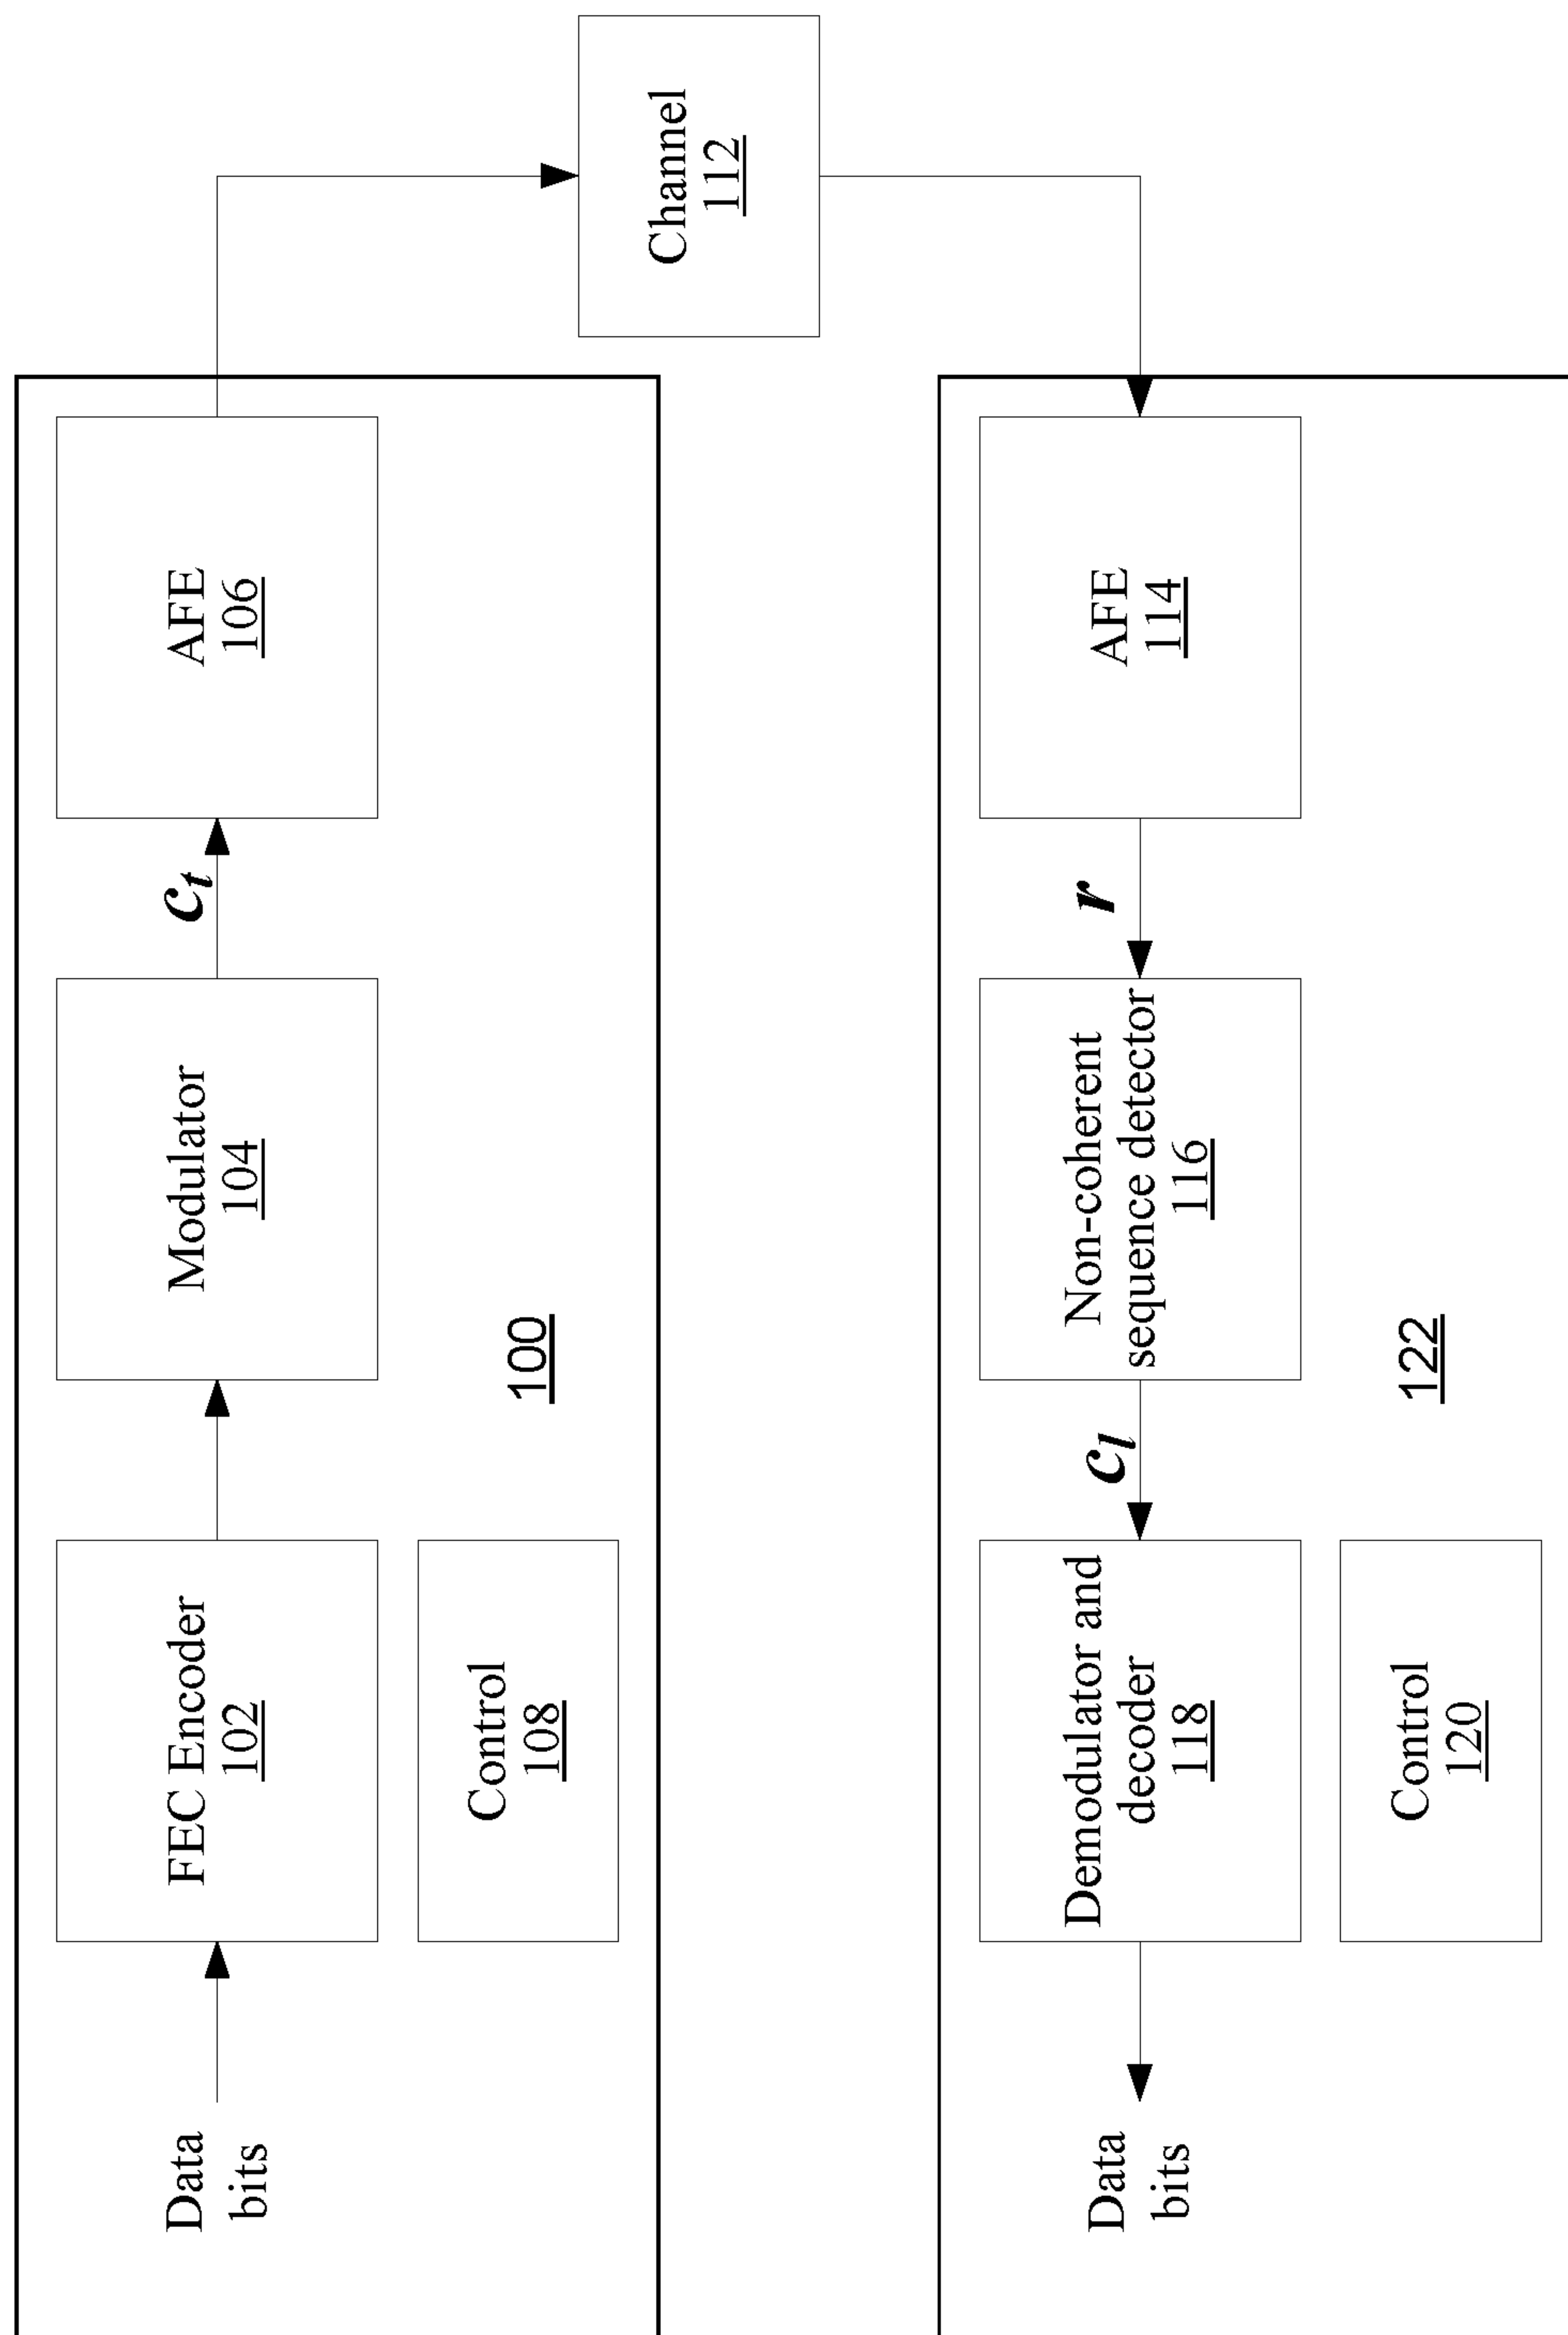 Data
bits
FEC Encoder
102
Modulator
104
c_t
AFE
106
Control
108
100
Channel
112
Data
bits
Demodulator and
decoder
118
c_l
Non-coherent
sequence detector
116
r
AFE
114
Control
120
122